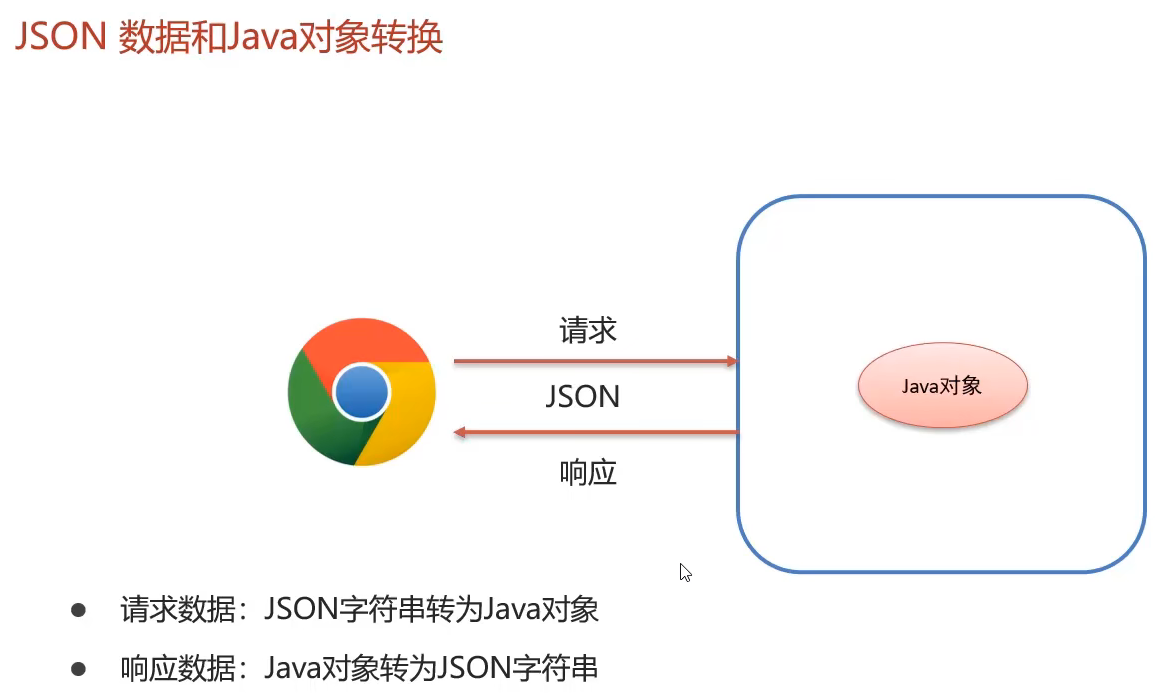 JSON 数据和Java对象转换
请求
JSON
响应
Java对象
● 请求数据：JSON字符串转为Java对象
● 响应数据：Java对象转为JSON字符串